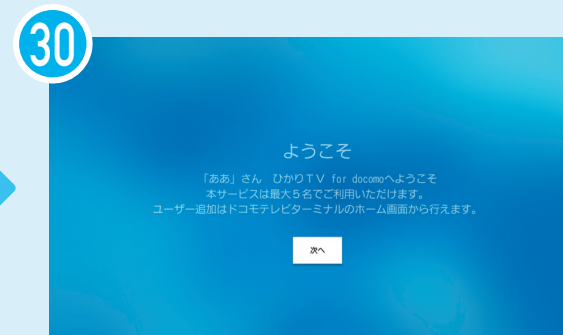 30
ようこそ
「ああ」さん　ひかりＴＶ for docomoへようこそ
本サービスは最大５名でご利用いただけます。
ユーザー追加はドコモテレビターミナルのホーム画面から行えます。
次へ